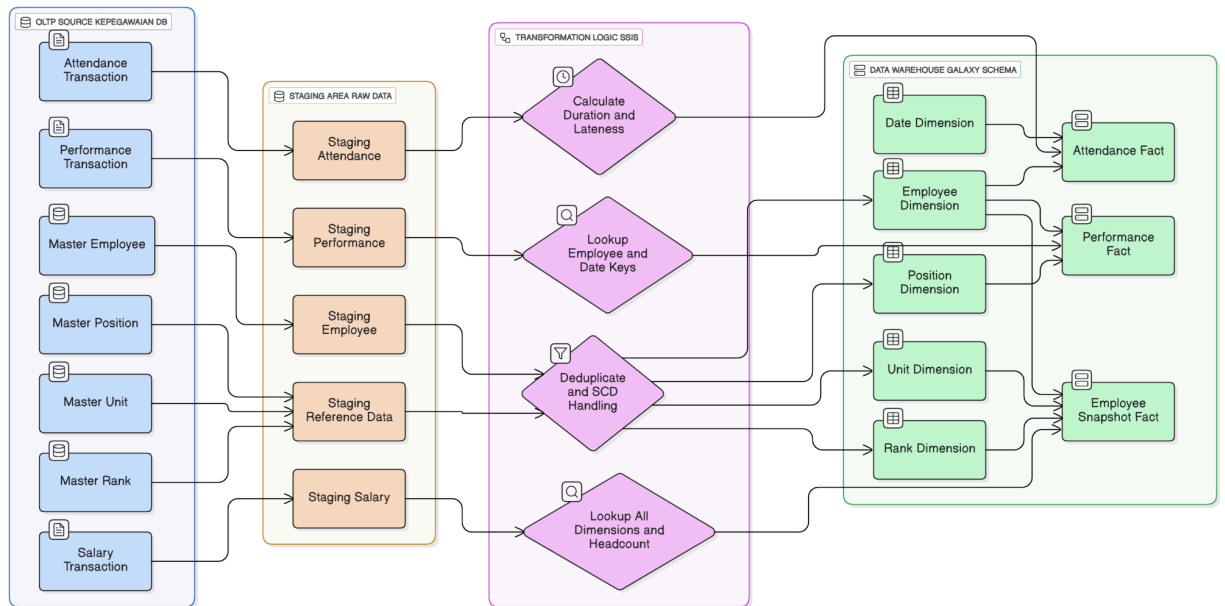 OLTP SOURCE KEPEGAWAIAN DB
Attendance
Transaction
Performance
Transaction
Master Employee
Master Position
Master Unit
Master Rank
Salary
Transaction
STAGING AREA RAW DATA
Staging
Attendance
Staging
Performance
Staging
Employee
Staging
Reference Data
Staging Salary
TRANSFORMATION LOGIC SSIS
Calculate
Duration and
Lateness
Lookup
Employee and
Date Keys
Deduplicate
and SCD
Handling
Lookup All
Dimensions and
Headcount
DATA WAREHOUSE GALAXY SCHEMA
Date Dimension
Employee
Dimension
Position
Dimension
Unit Dimension
Rank Dimension
Attendance Fact
Performance
Fact
Employee
Snapshot Fact